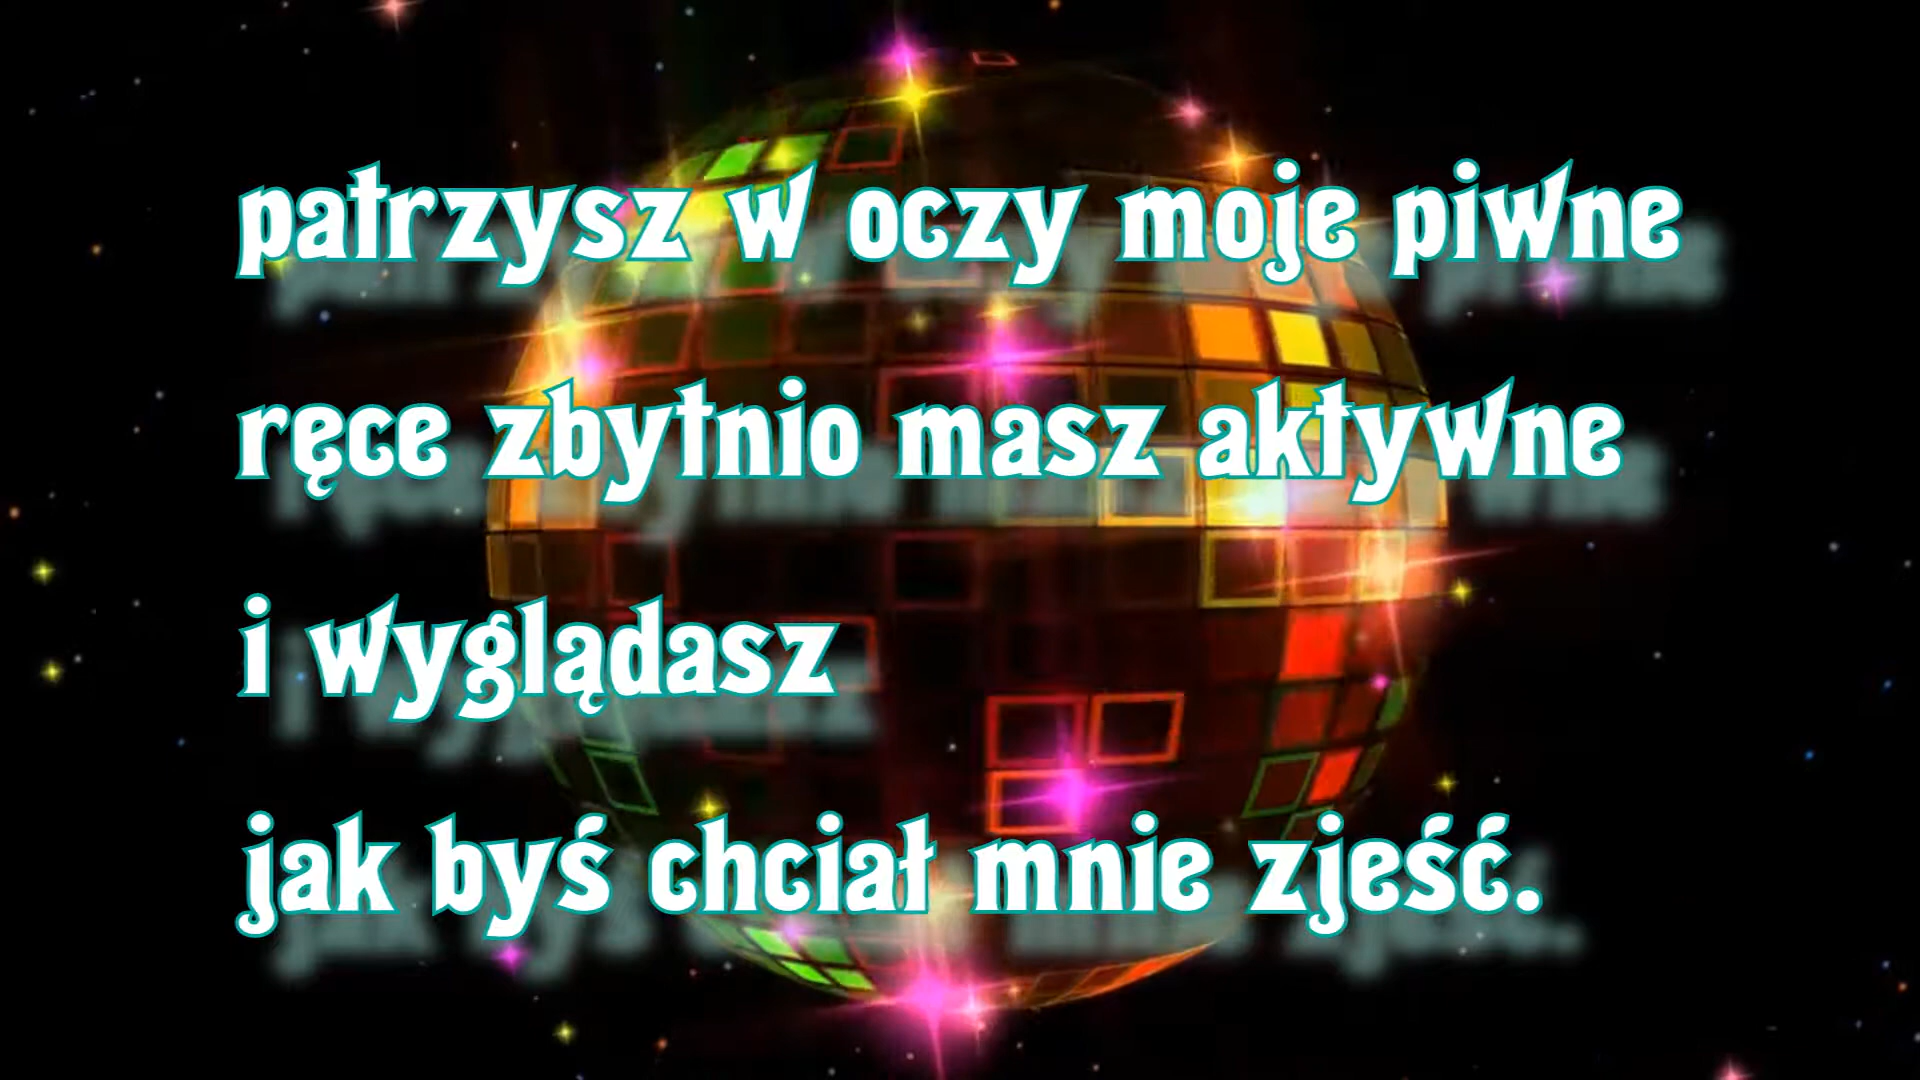 patrzysz w oczy moje piwne
ręce zbytnio masz aktywne
i wyglądasz
jak byś chciał mnie zjeść.